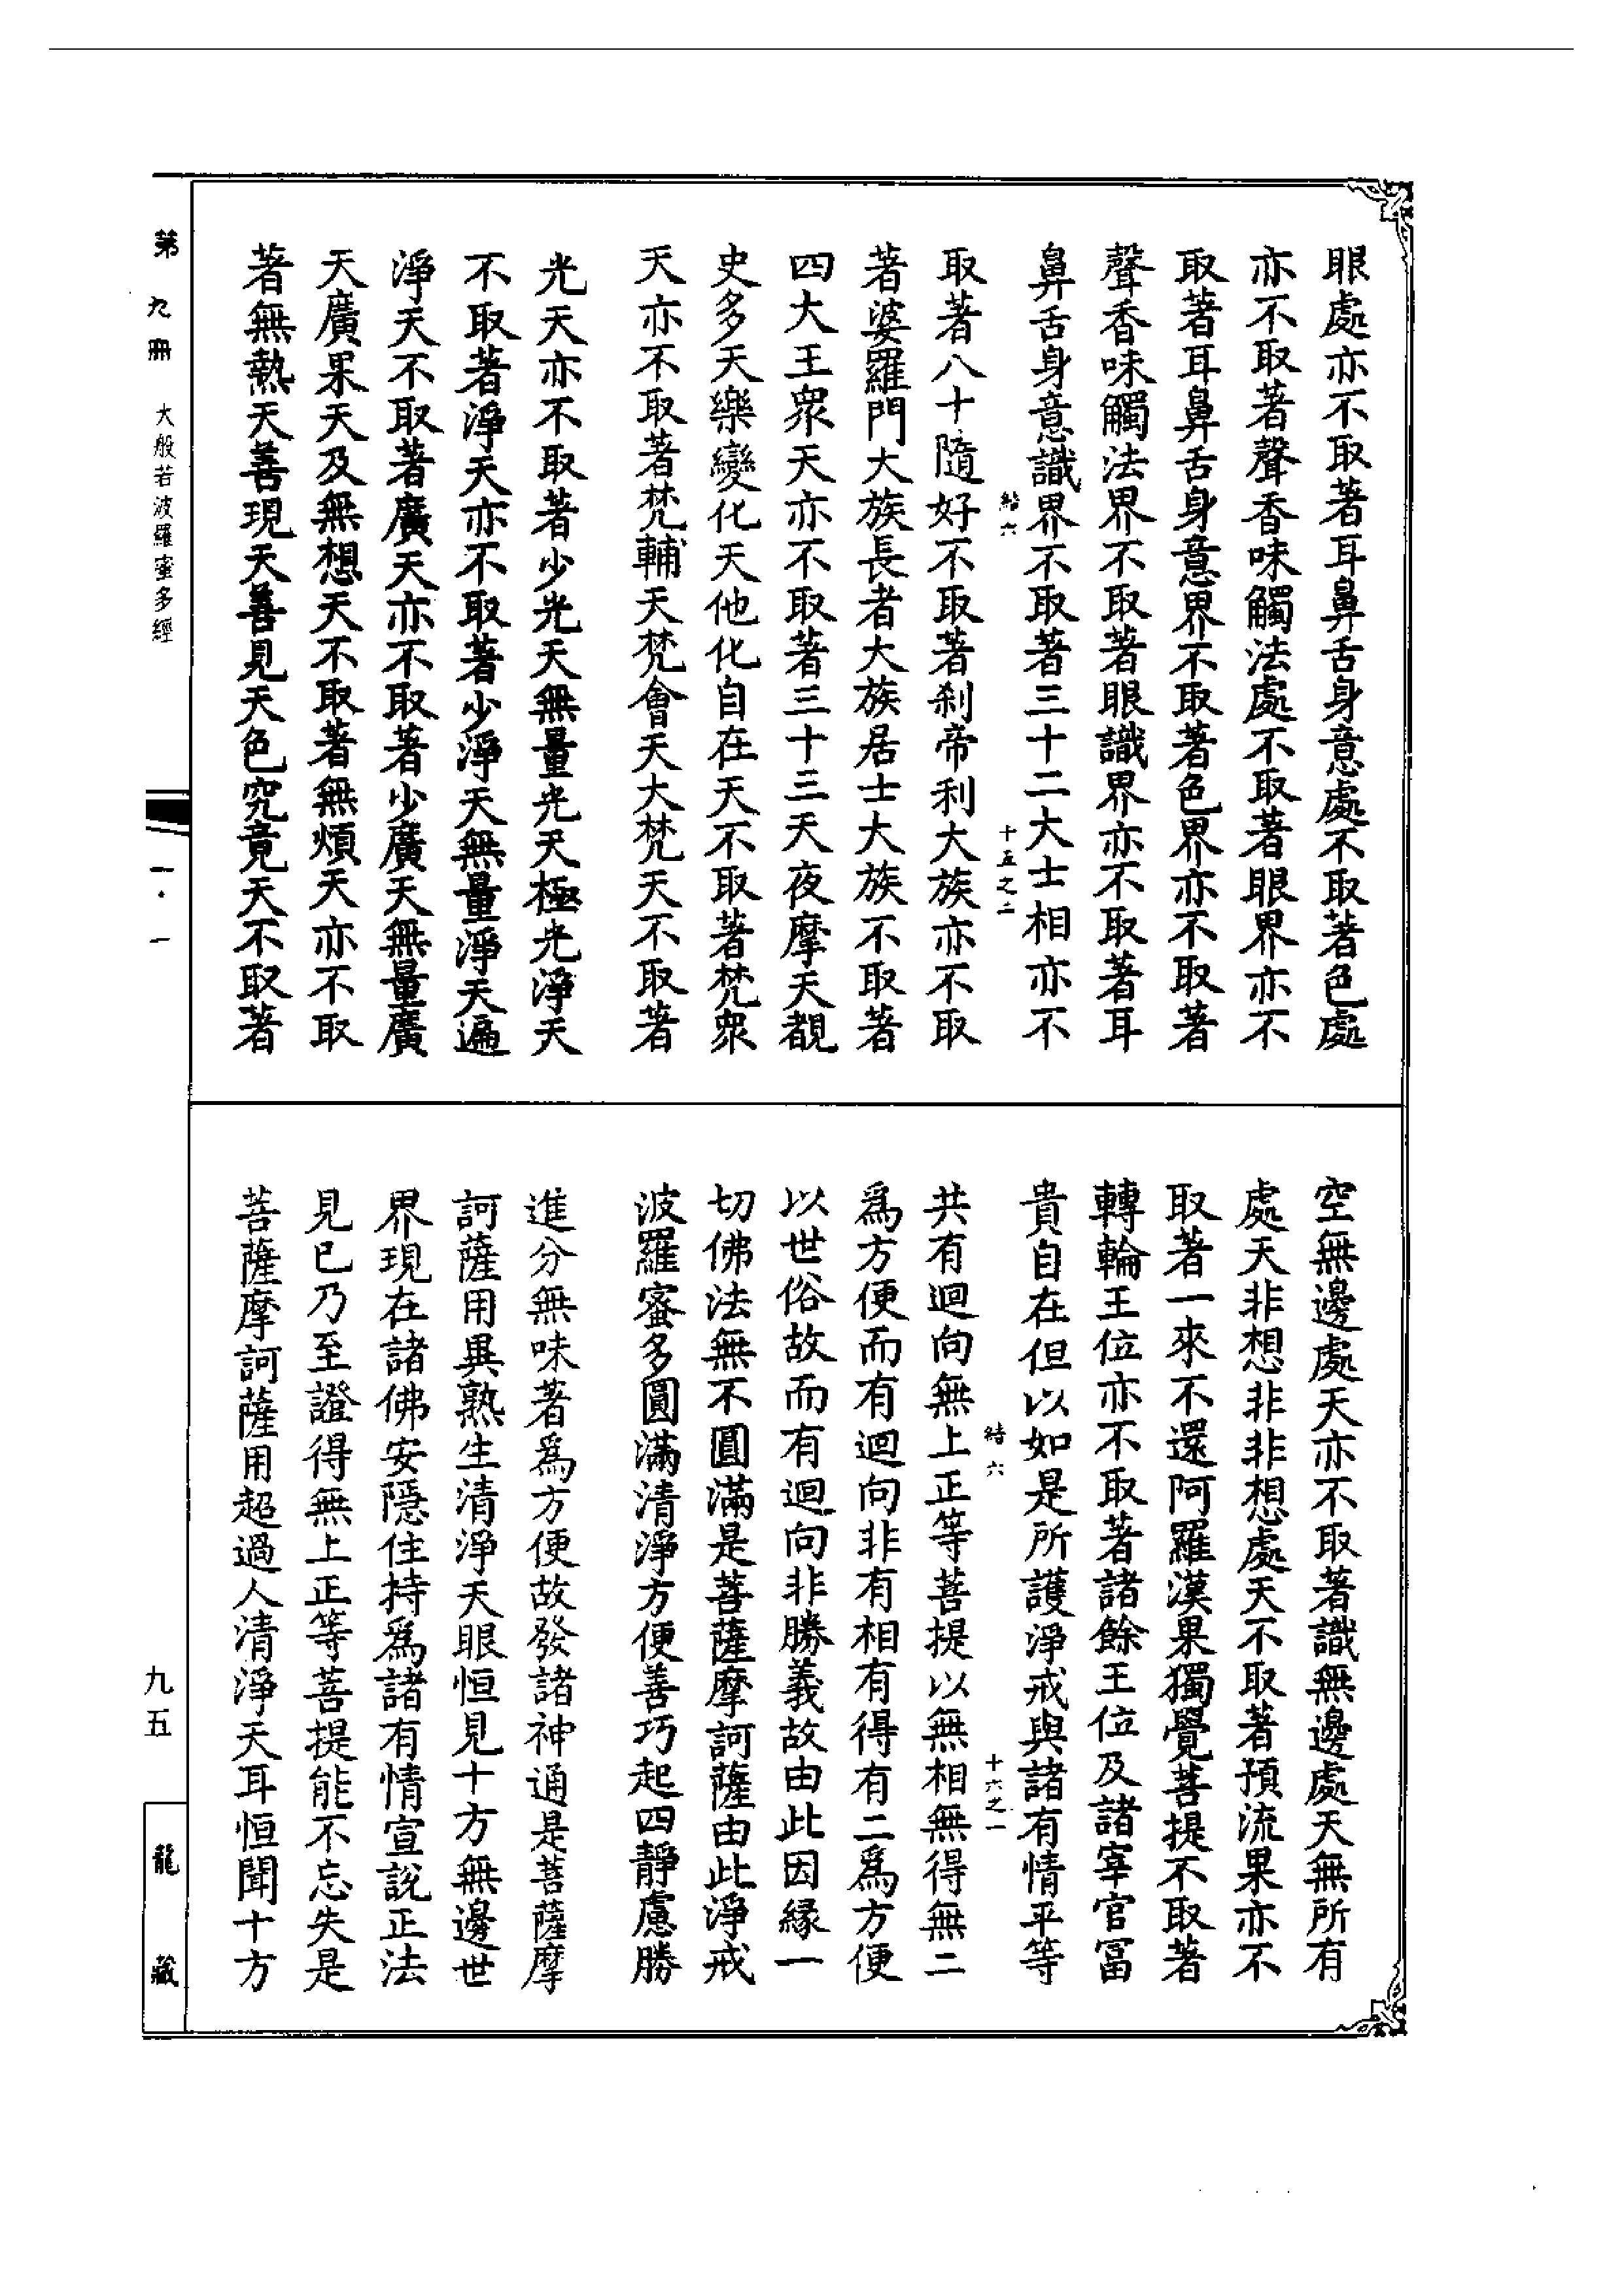 眼處亦不取著耳鼻舌身意處不取著色處
亦不取著聲香味觸法處不取著眼界亦不
取著耳鼻舌身意界不取著色界亦不取著
聲香味觸法界不取著眼識界亦不取著耳
鼻舌身意識界不取著三十二大士相亦不
結六 十五之二
取著八十隨好不取著刹帝利大族亦不取
著婆羅門大族長者大族居士大族不取著
四大王眾天亦不取著三十三天夜摩天覩
史多天樂變化天他化自在天不取著梵眾
天亦不取著梵輔天梵會天大梵天不取著
光天亦不取著少光天無量光天極光淨天
不取著淨天亦不取著少淨天無量淨天遍
淨天不取著廣天亦不取著少廣天無量廣
天廣果天及無想天不取著無煩天亦不取
著無熱天善現天善見天色究竟天不取著
空無邊處天亦不取著識無邊處天無所有
處天非想非非想處天不取著預流果亦不
取著一來不還阿羅漢果獨覺菩提不取著
轉輪王位亦不取著諸餘王位及諸宰官富
貴自在但以如是所護淨戒與諸有情平等
結六 十六之一
共有迴向無上正等菩提以無相無得無二
爲方便而有迴向非有相有得有二爲方便
以世俗故而有迴向非勝義故由此因緣一
切佛法無不圓滿是菩薩摩訶薩由此淨戒
波羅蜜多圓滿清淨方便善巧起四靜慮勝
進分無味著爲方便故發諸神通是菩薩摩
訶薩用異熟生清淨天眼恒見十方無邊世
界現在諸佛安隱住持爲諸有情宣說正法
見已乃至證得無上正等菩提能不忘失是
菩薩摩訶薩用超過人清淨天耳恒聞十方
第九冊 大般若波羅蜜多經
一·一
九五
龍藏